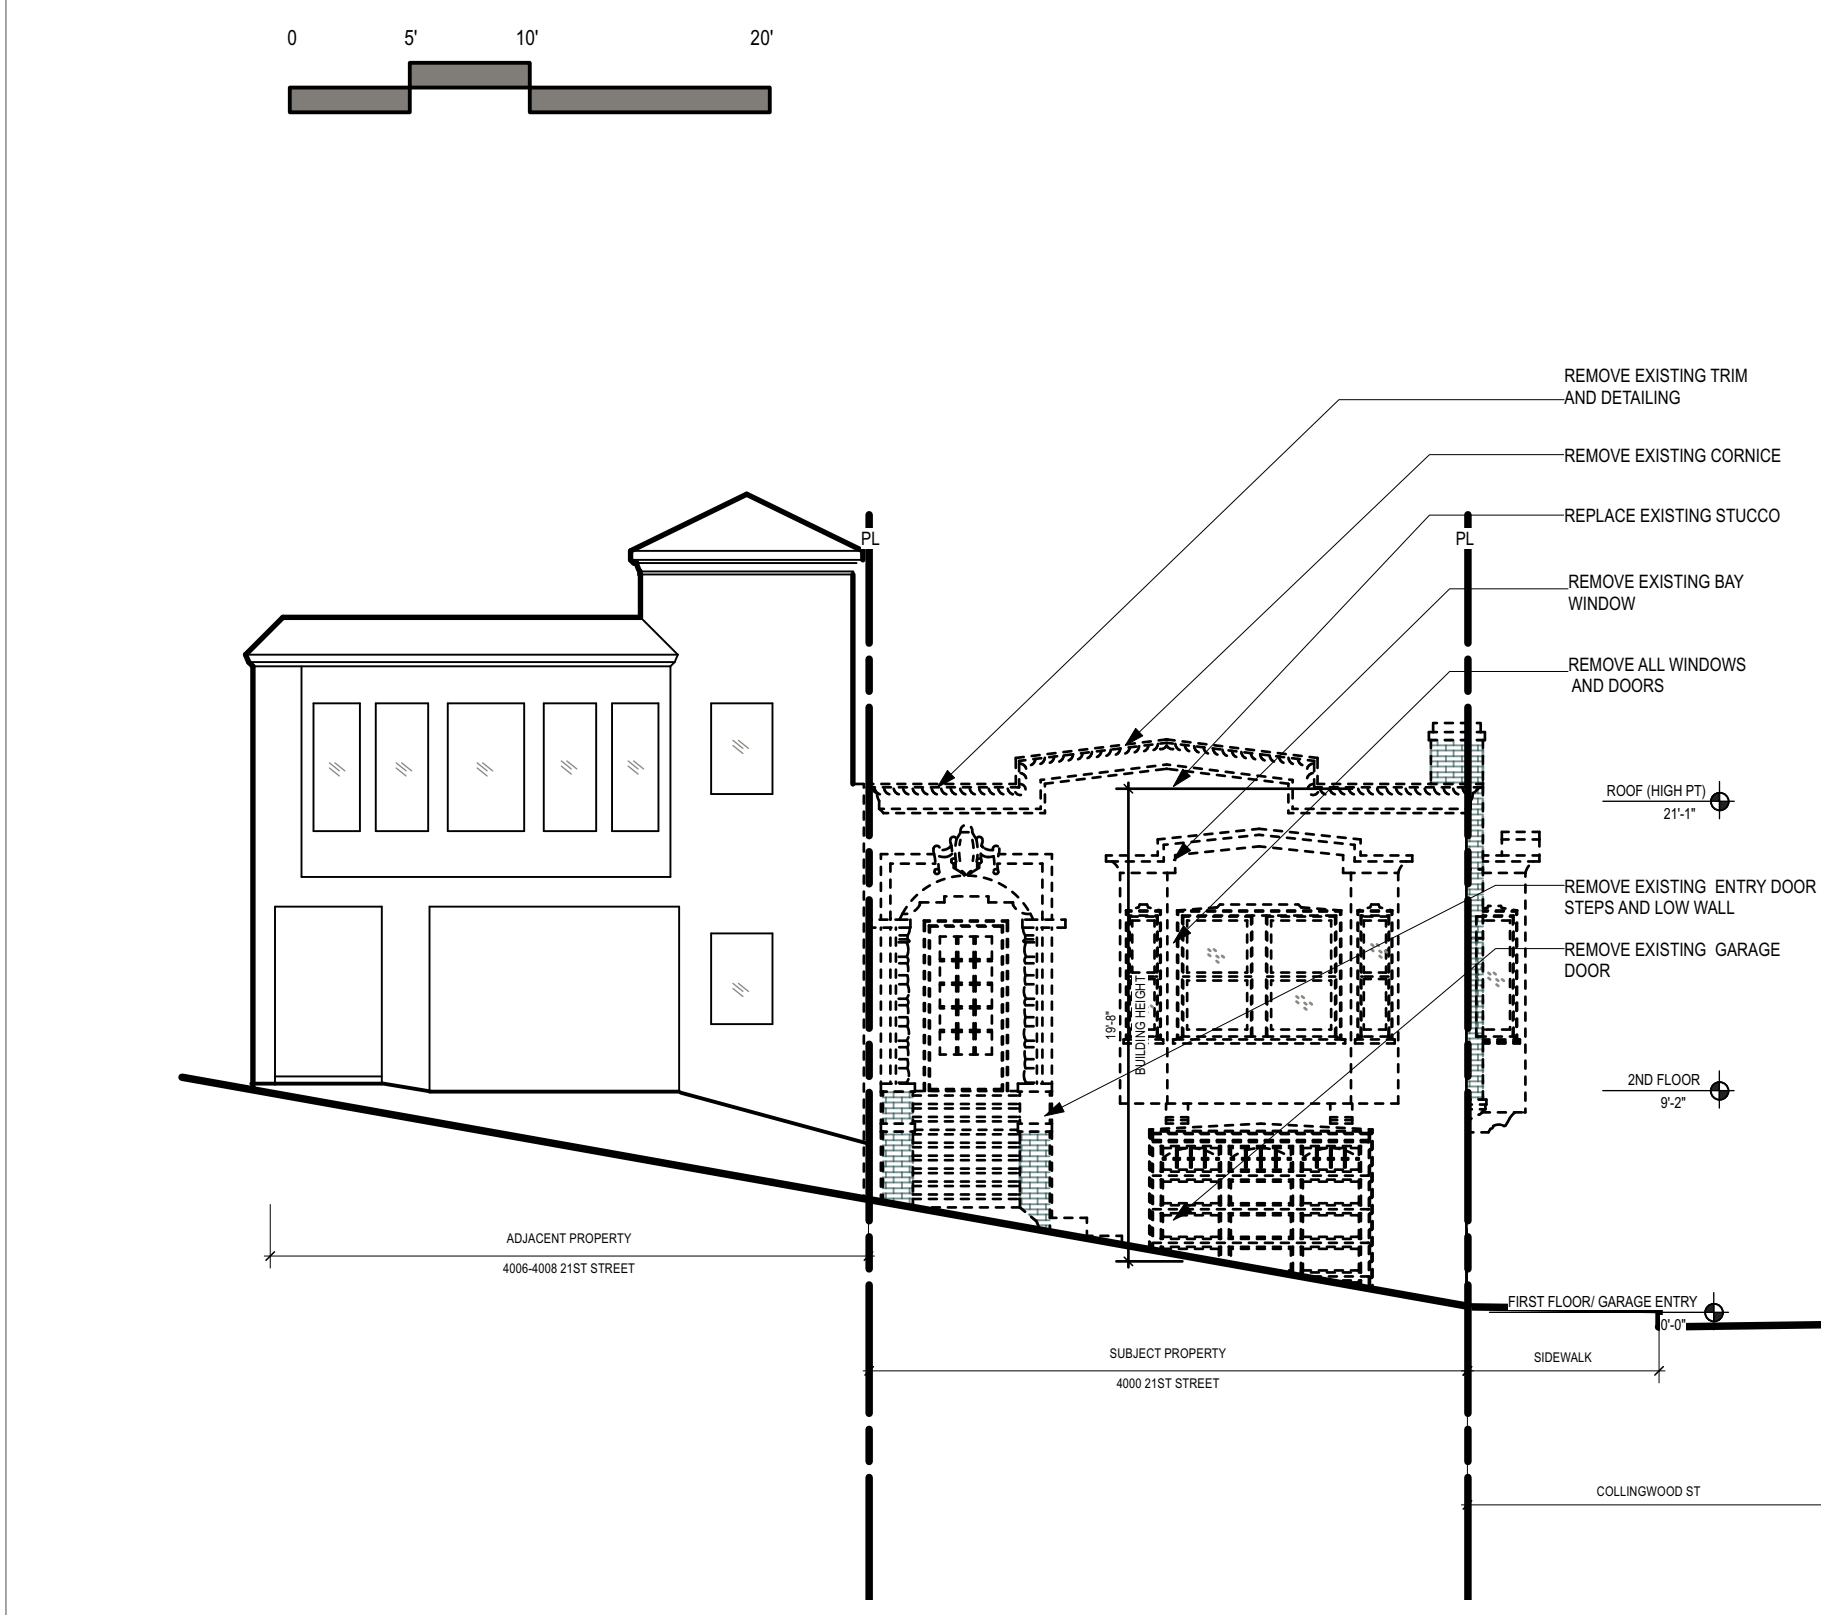 0 5' 10' 20'
REMOVE EXISTING TRIM
AND DETAILING
REMOVE EXISTING CORNICE
REPLACE EXISTING STUCCO
PL
PL
REMOVE EXISTING BAY
WINDOW
REMOVE ALL WINDOWS
AND DOORS
ROOF (HIGH PT)
21'-1"
REMOVE EXISTING ENTRY DOOR
STEPS AND LOW WALL
REMOVE EXISTING GARAGE
DOOR
19'-8"
BUILDING HEIGHT
2ND FLOOR
9'-2"
ADJACENT PROPERTY
4006-4008 21ST STREET
FIRST FLOOR/ GARAGE ENTRY
0'-0"
SUBJECT PROPERTY
4000 21ST STREET
SIDEWALK
COLLINGWOOD ST